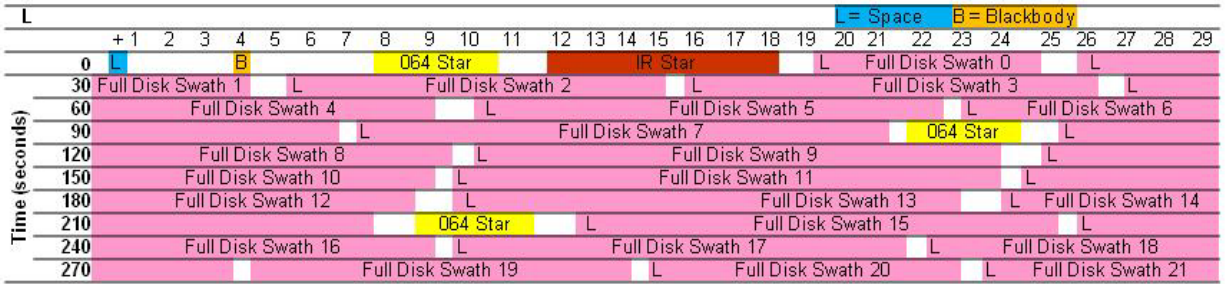 L L = Space B = Blackbody
+ 1 2 3 4 5 6 7 8 9 10 11 12 13 14 15 16 17 18 19 20 21 22 23 24 25 26 27 28 29
0 L B 064 Star IR Star L Full Disk Swath 0 L
30 Full Disk Swath 1 L Full Disk Swath 2 L Full Disk Swath 3 L
60 Full Disk Swath 4 L Full Disk Swath 5 L Full Disk Swath 6
90 L Full Disk Swath 7 064 Star L
120 Full Disk Swath 8 L Full Disk Swath 9 L
150 Full Disk Swath 10 L Full Disk Swath 11 L
180 Full Disk Swath 12 L Full Disk Swath 13 L Full Disk Swath 14
210 064 Star L Full Disk Swath 15 L
240 Full Disk Swath 16 L Full Disk Swath 17 L Full Disk Swath 18
270 Full Disk Swath 19 L Full Disk Swath 20 L Full Disk Swath 21
Time (seconds)